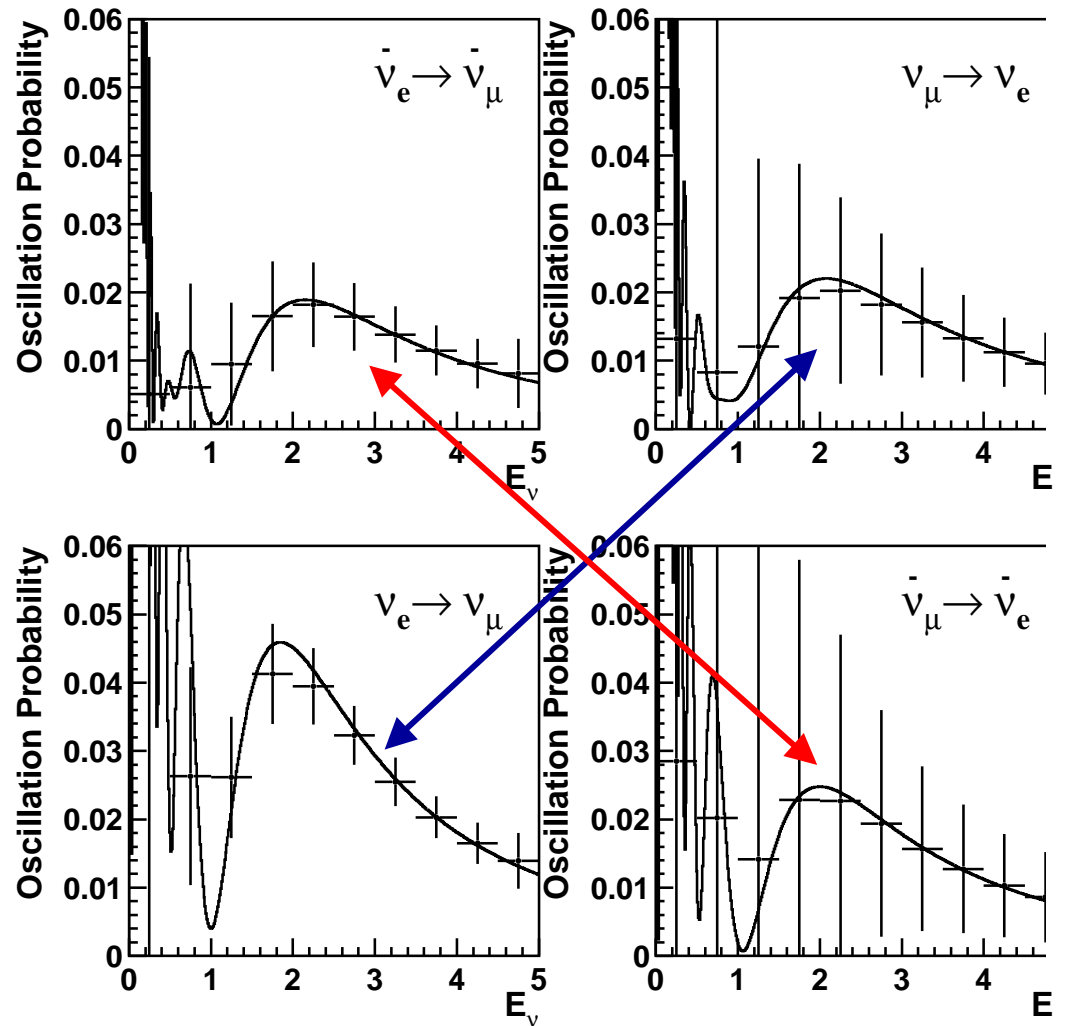 Oscillation Probability
0.06
0.05
0.04
0.03
0.02
0.01
0
ν̄e → ν̄μ
0 1 2 3 4 5
Eν
Oscillation Probability
0.06
0.05
0.04
0.03
0.02
0.01
0
νμ → νe
0 1 2 3 4
E
Oscillation Probability
0.06
0.05
0.04
0.03
0.02
0.01
0
νe → νμ
0 1 2 3 4 5
Eν
Oscillation Probability
0.06
0.05
0.04
0.03
0.02
0.01
0
ν̄μ → ν̄e
0 1 2 3 4
E